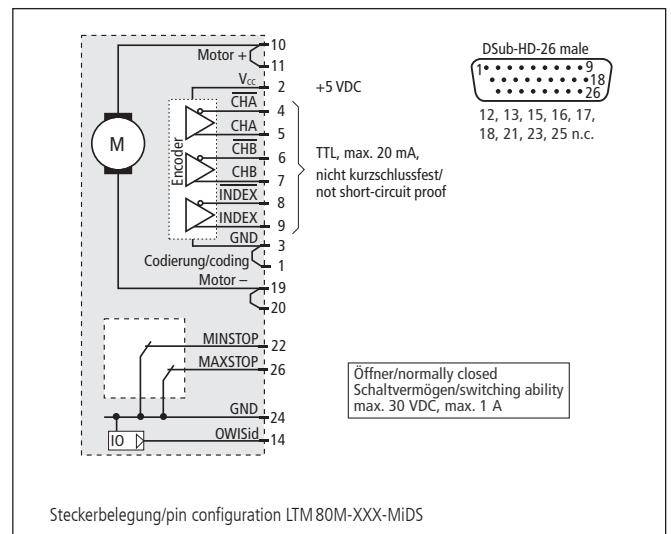 Motor + 10
11
V_CC 2 +5 VDC
C̅H̅A̅ 4
CHA 5
C̅H̅B̅ 6
CHB 7
I̅N̅D̅E̅X̅ 8
INDEX 9
GND 3
Codierung/coding 1
Motor – 19
20
M
Encoder
TTL, max. 20 mA,
nicht kurzschlussfest/
not short-circuit proof
DSub-HD-26 male
1 9
18
26
12, 13, 15, 16, 17,
18, 21, 23, 25 n.c.
MINSTOP 22
MAXSTOP 26
GND 24
IO OWISid 14
Öffner/normally closed
Schaltvermögen/switching ability
max. 30 VDC, max. 1 A
Steckerbelegung/pin configuration LTM 80M-XXX-MiDS